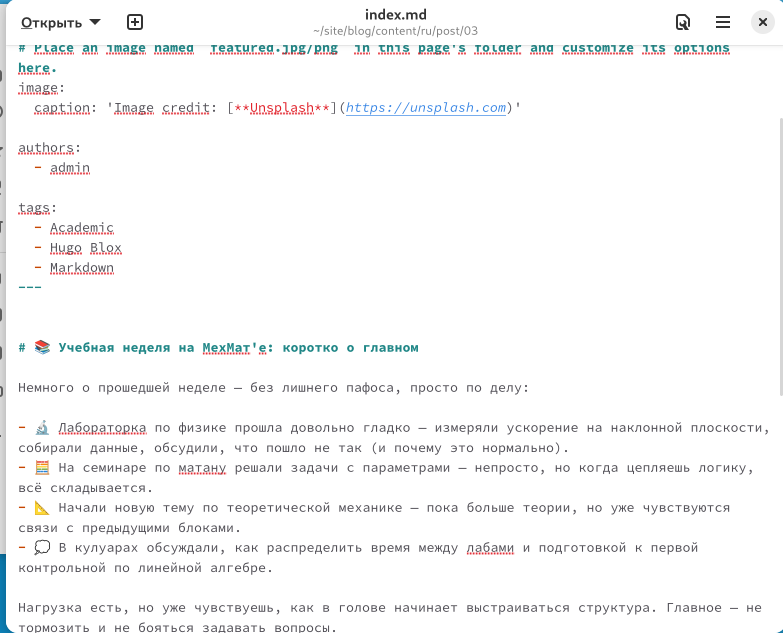 Открыть
index.md
~/site/blog/content/ru/post/03
# Place an image named `featured.jpg/png` in this page's folder and customize its options
here.
image:
caption: 'Image credit: [**Unsplash**](https://unsplash.com)'
authors:
- admin
tags:
- Academic
- Hugo Blox
- Markdown
---
# 📚 Учебная неделя на МехМат'е: коротко о главном
Немного о прошедшей неделе — без лишнего пафоса, просто по делу:
- 🔬 Лабораторка по физике прошла довольно гладко — измеряли ускорение на наклонной плоскости,
собирали данные, обсудили, что пошло не так (и почему это нормально).
- 🧮 На семинаре по матану решали задачи с параметрами — непросто, но когда цепляешь логику,
всё складывается.
- 📐 Начали новую тему по теоретической механике — пока больше теории, но уже чувствуются
связи с предыдущими блоками.
- 💭 В кулуарах обсуждали, как распределить время между лабами и подготовкой к первой
контрольной по линейной алгебре.
Нагрузка есть, но уже чувствуешь, как в голове начинает выстраиваться структура. Главное — не
тормозить и не бояться задавать вопросы.